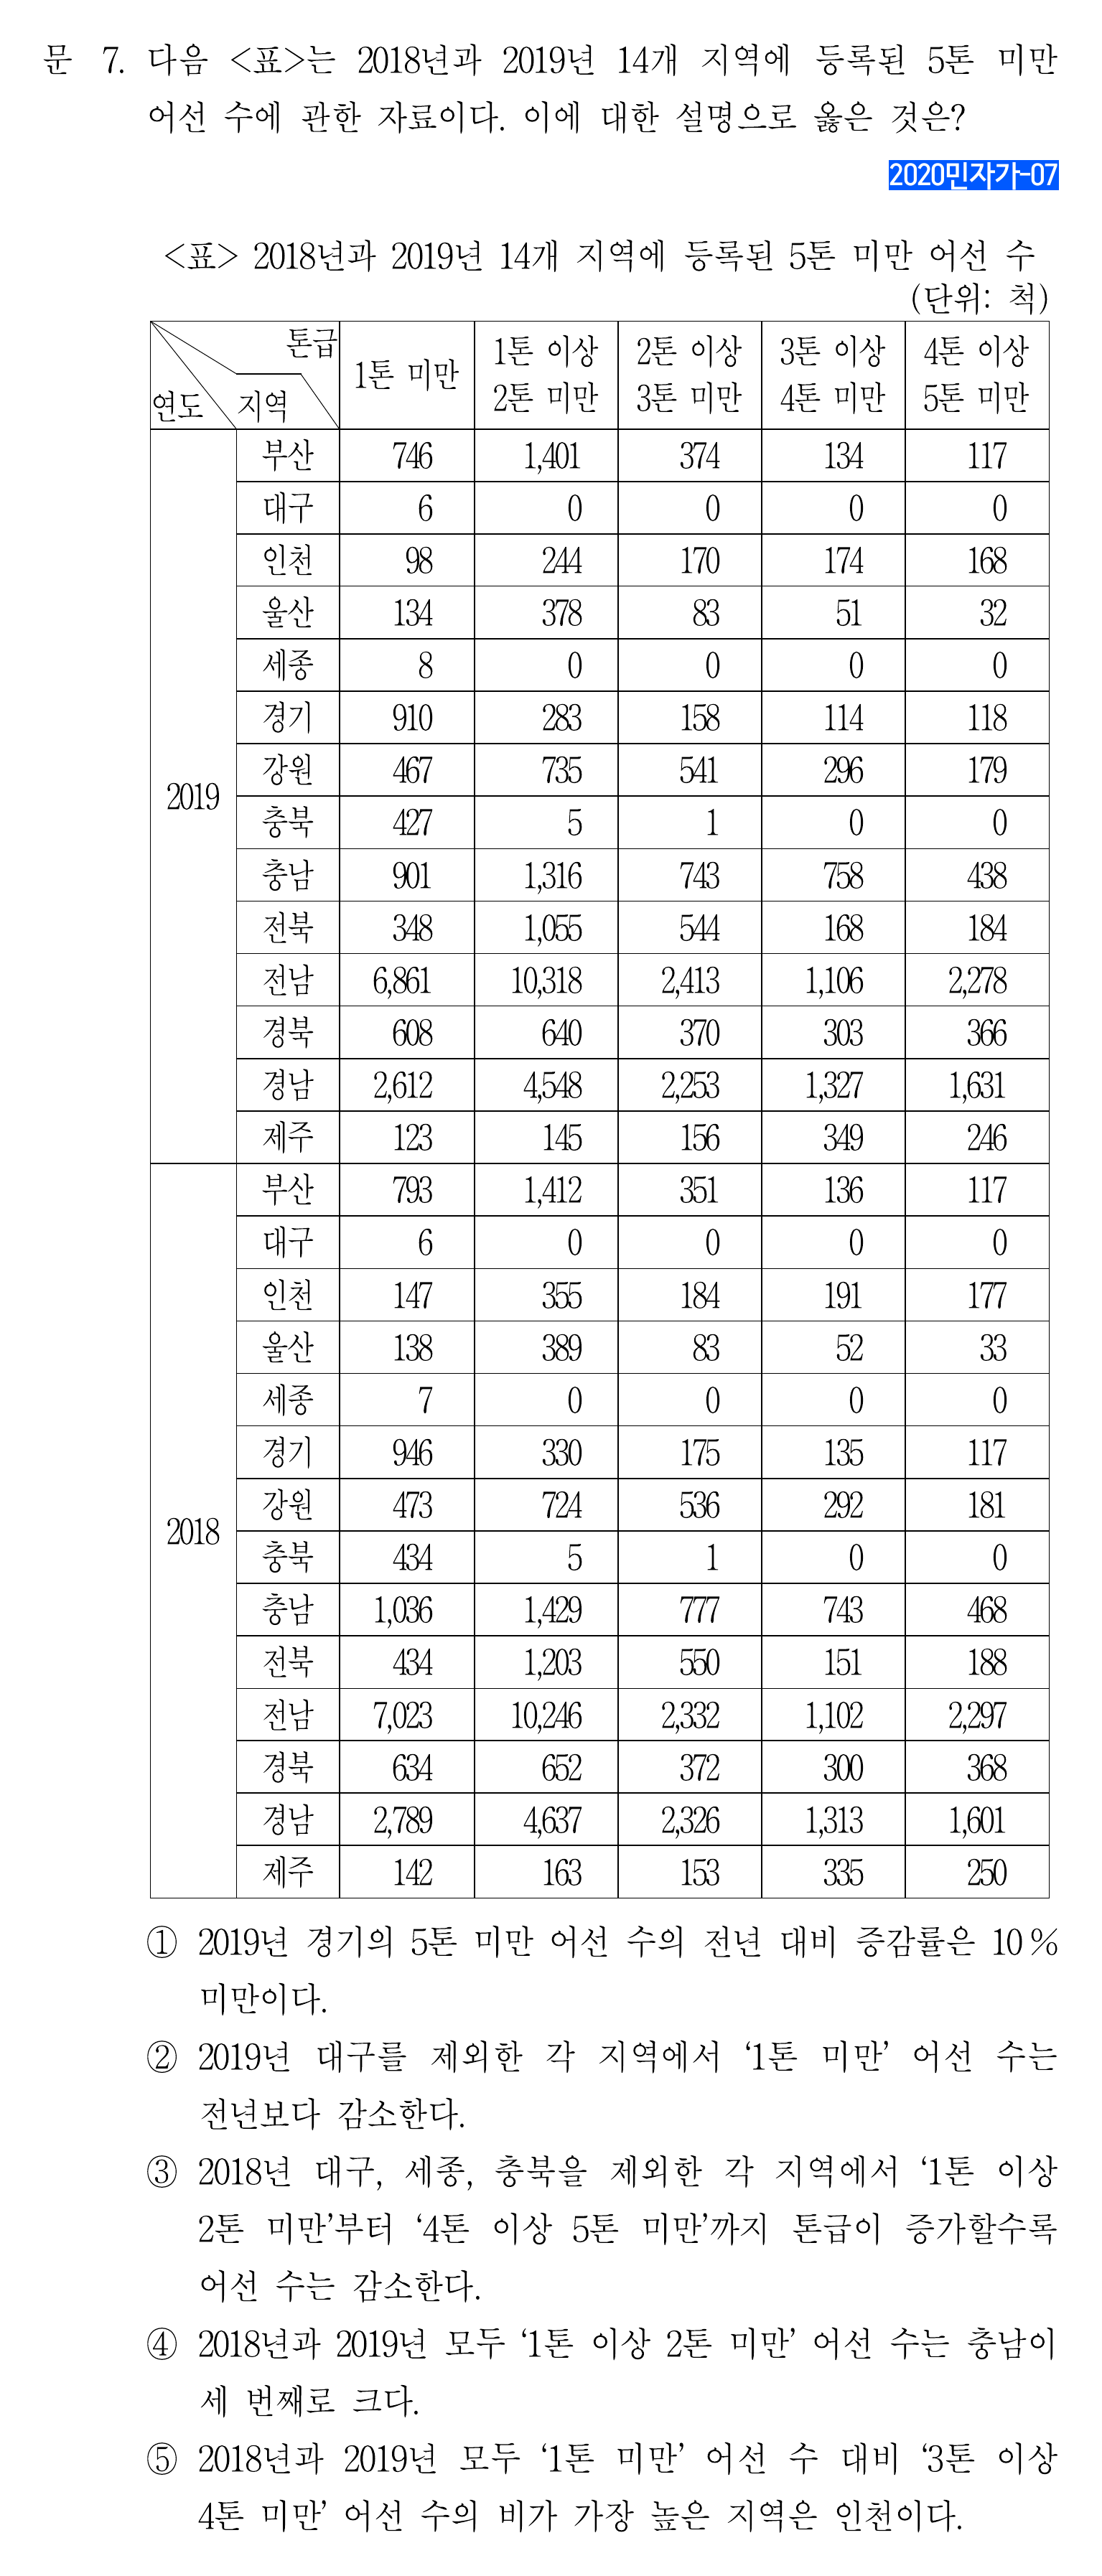 문 7. 다음 <표>는 2018년과 2019년 14개 지역에 등록된 5톤 미만
어선 수에 관한 자료이다. 이에 대한 설명으로 옳은 것은?
2020민자가-07
<표> 2018년과 2019년 14개 지역에 등록된 5톤 미만 어선 수
(단위: 척)
연도 지역 톤급 1톤 미만 1톤 이상 2톤 미만 2톤 이상 3톤 미만 3톤 이상 4톤 미만 4톤 이상 5톤 미만
2019 부산 746 1,401 374 134 117
대구 6 0 0 0 0
인천 98 244 170 174 168
울산 134 378 83 51 32
세종 8 0 0 0 0
경기 910 283 158 114 118
강원 467 735 541 296 179
충북 427 5 1 0 0
충남 901 1,316 743 758 438
전북 348 1,055 544 168 184
전남 6,861 10,318 2,413 1,106 2,278
경북 608 640 370 303 366
경남 2,612 4,548 2,253 1,327 1,631
제주 123 145 156 349 246
2018 부산 793 1,412 351 136 117
대구 6 0 0 0 0
인천 147 355 184 191 177
울산 138 389 83 52 33
세종 7 0 0 0 0
경기 946 330 175 135 117
강원 473 724 536 292 181
충북 434 5 1 0 0
충남 1,036 1,429 777 743 468
전북 434 1,203 550 151 188
전남 7,023 10,246 2,332 1,102 2,297
경북 634 652 372 300 368
경남 2,789 4,637 2,326 1,313 1,601
제주 142 163 153 335 250
① 2019년 경기의 5톤 미만 어선 수의 전년 대비 증감률은 10%
미만이다.
② 2019년 대구를 제외한 각 지역에서 ‘1톤 미만’ 어선 수는
전년보다 감소한다.
③ 2018년 대구, 세종, 충북을 제외한 각 지역에서 ‘1톤 이상
2톤 미만’부터 ‘4톤 이상 5톤 미만’까지 톤급이 증가할수록
어선 수는 감소한다.
④ 2018년과 2019년 모두 ‘1톤 이상 2톤 미만’ 어선 수는 충남이
세 번째로 크다.
⑤ 2018년과 2019년 모두 ‘1톤 미만’ 어선 수 대비 ‘3톤 이상
4톤 미만’ 어선 수의 비가 가장 높은 지역은 인천이다.